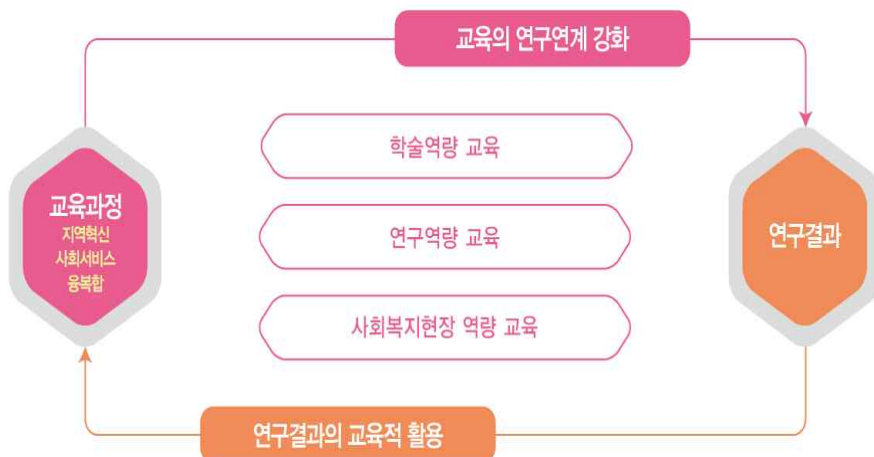 교육의 연구연계 강화
학술역량 교육
교육과정
지역혁신
사회서비스
융복합
연구역량 교육
연구결과
사회복지현장 역량 교육
연구결과의 교육적 활용